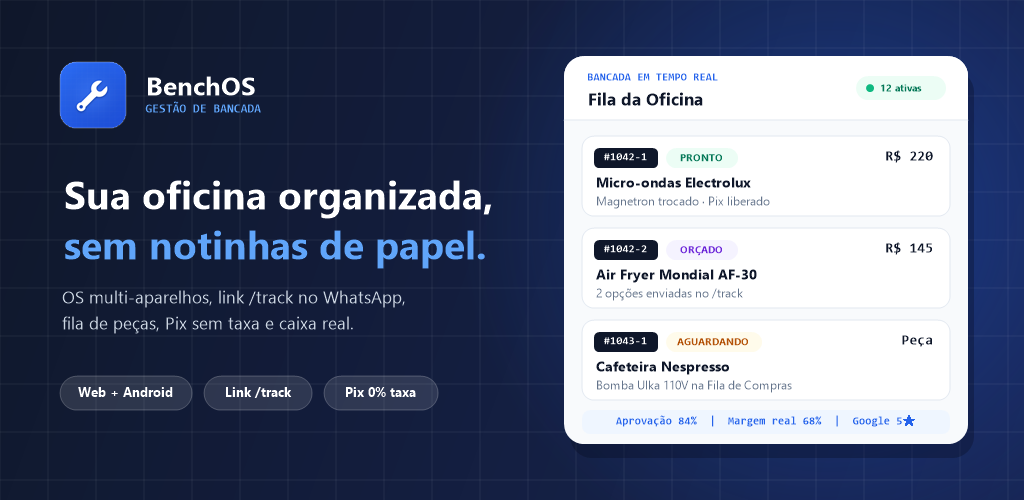 BenchOS
GESTÃO DE BANCADA
Sua oficina organizada,
sem notinhas de papel.
OS multi-aparelhos, link /track no WhatsApp,
fila de peças, Pix sem taxa e caixa real.
Web + Android
Link /track
Pix 0% taxa
BANCADA EM TEMPO REAL
Fila da Oficina
12 ativas
#1042-1 PRONTO R$ 220
Micro-ondas Electrolux
Magnetron trocado · Pix liberado
#1042-2 ORÇADO R$ 145
Air Fryer Mondial AF-30
2 opções enviadas no /track
#1043-1 AGUARDANDO Peça
Cafeteira Nespresso
Bomba Ulka 110V na Fila de Compras
Aprovação 84% | Margem real 68% | Google 5★